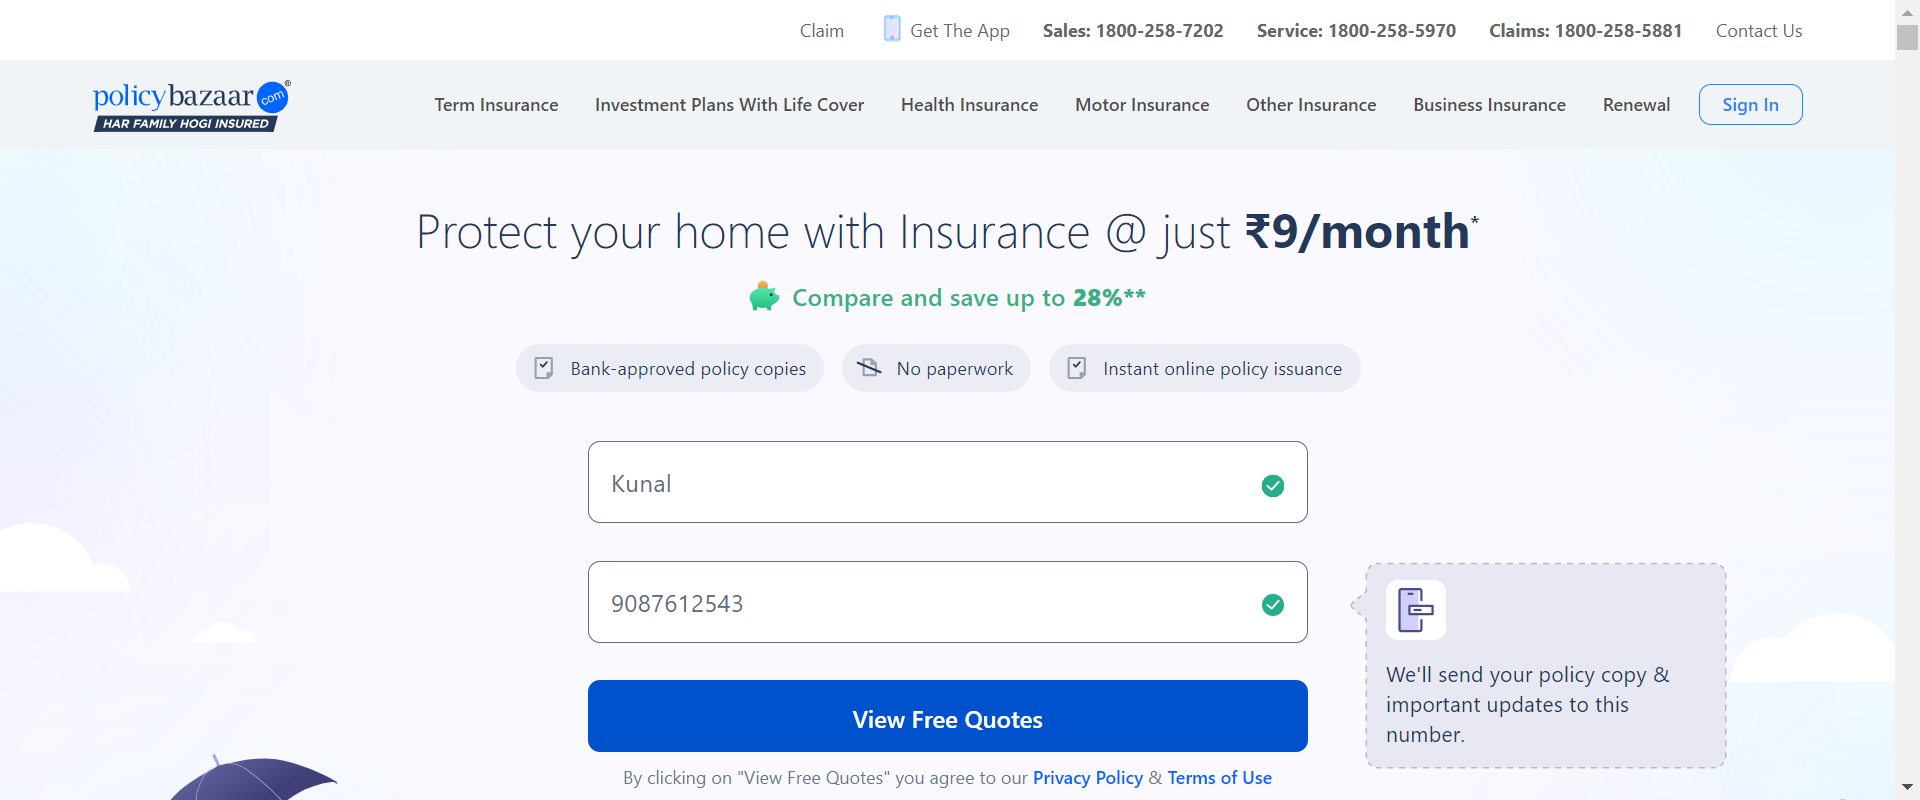 Claim Get The App Sales: 1800-258-7202 Service: 1800-258-5970 Claims: 1800-258-5881 Contact Us
policybazaar.com®
HAR FAMILY HOGI INSURED
Term Insurance Investment Plans With Life Cover Health Insurance Motor Insurance Other Insurance Business Insurance Renewal Sign In
Protect your home with Insurance @ just ₹9/month*
Compare and save up to 28%**
Bank-approved policy copies No paperwork Instant online policy issuance
Kunal
9087612543
We'll send your policy copy &
important updates to this
number.
View Free Quotes
By clicking on "View Free Quotes" you agree to our Privacy Policy & Terms of Use